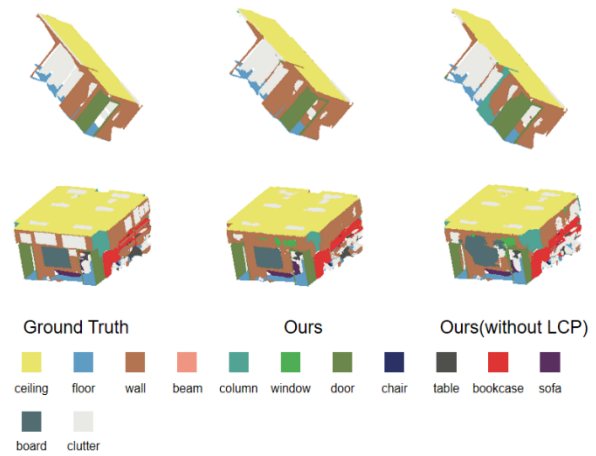 Ground Truth Ours Ours(without LCP)
ceiling floor wall beam column window door chair table bookcase sofa
board clutter